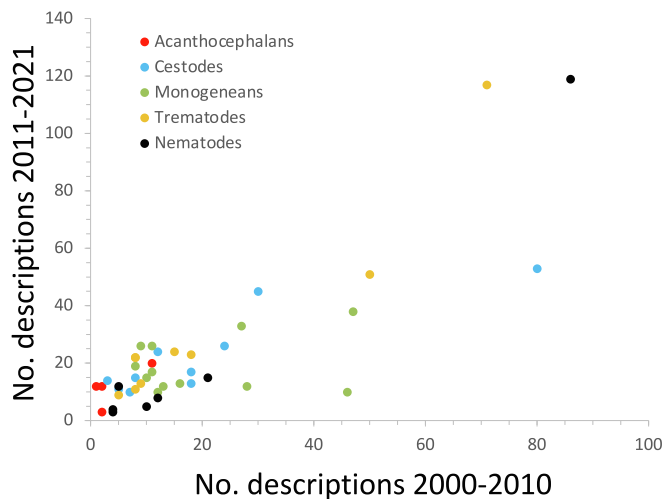 No. descriptions 2011-2021
140
120
100
80
60
40
20
0
Acanthocephalans
Cestodes
Monogeneans
Trematodes
Nematodes
0 20 40 60 80 100
No. descriptions 2000-2010